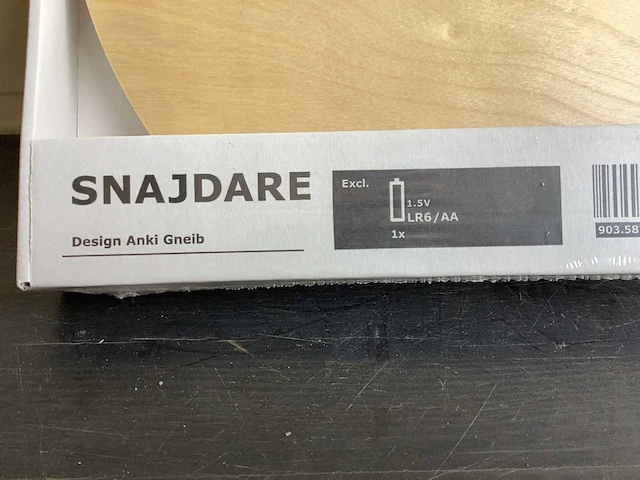 SNAJDARE
Design Anki Gneib
Excl.
1.5V
LR6/AA
1x
903.58